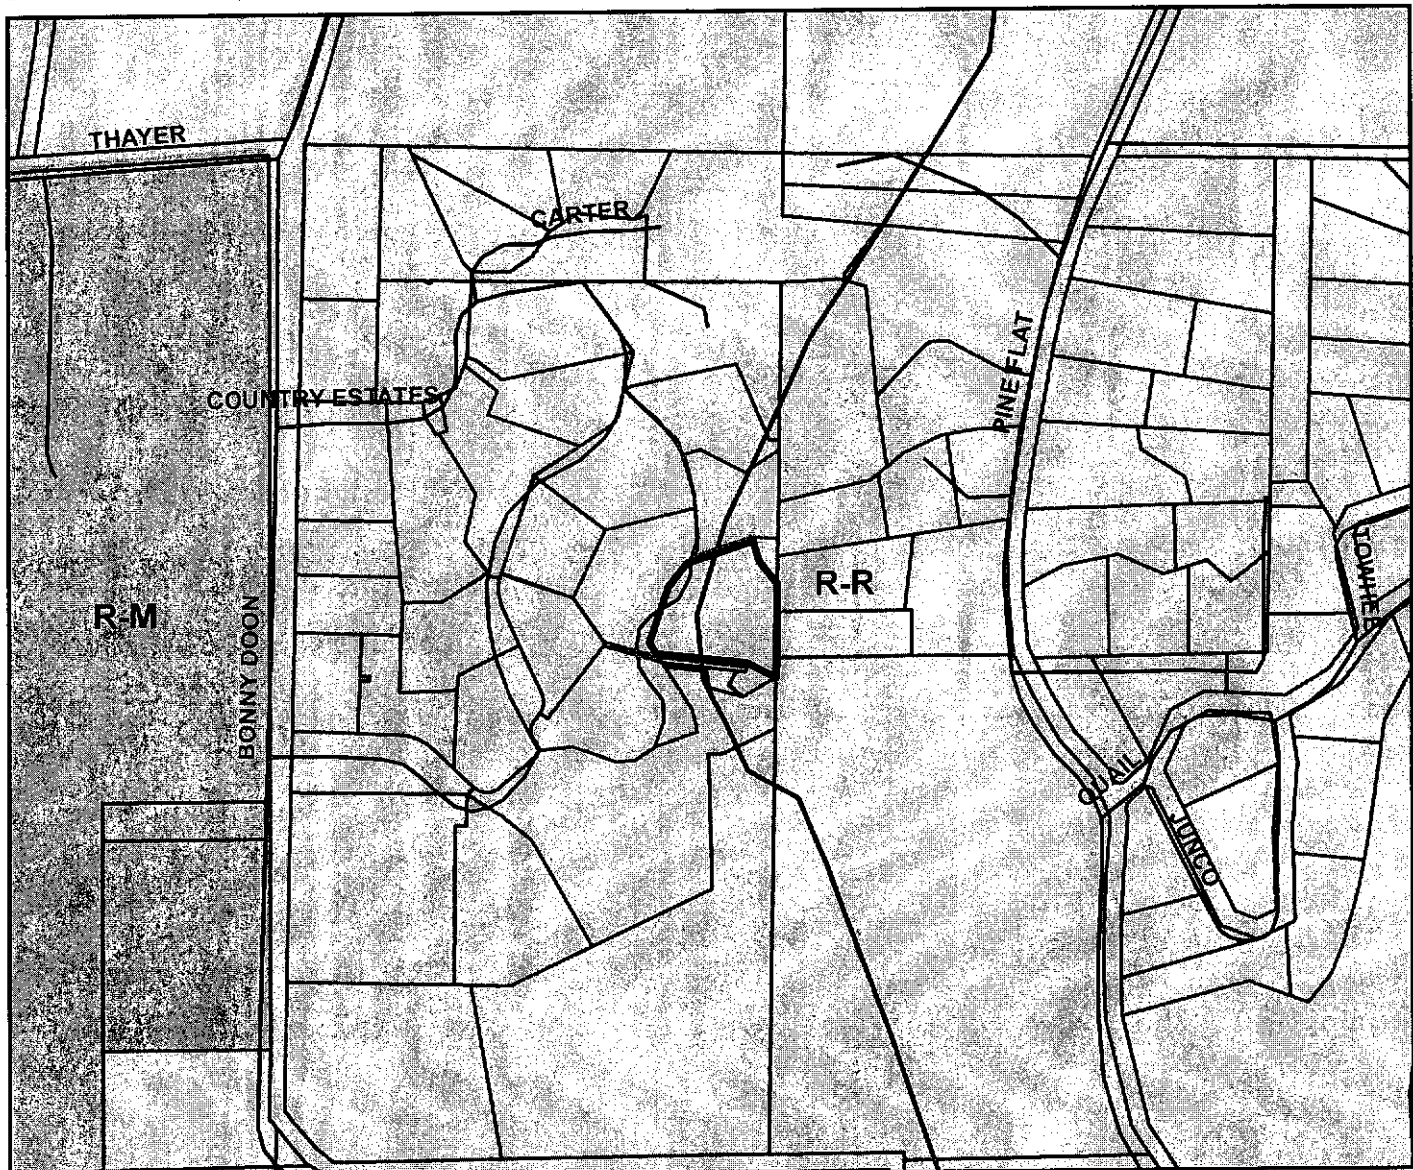 THAYER
CARTER
PINE FLAT
COUNTRY ESTATES
TOWHEE
R-R
R-M
BONNY DOON
QUAIL
JUNCO